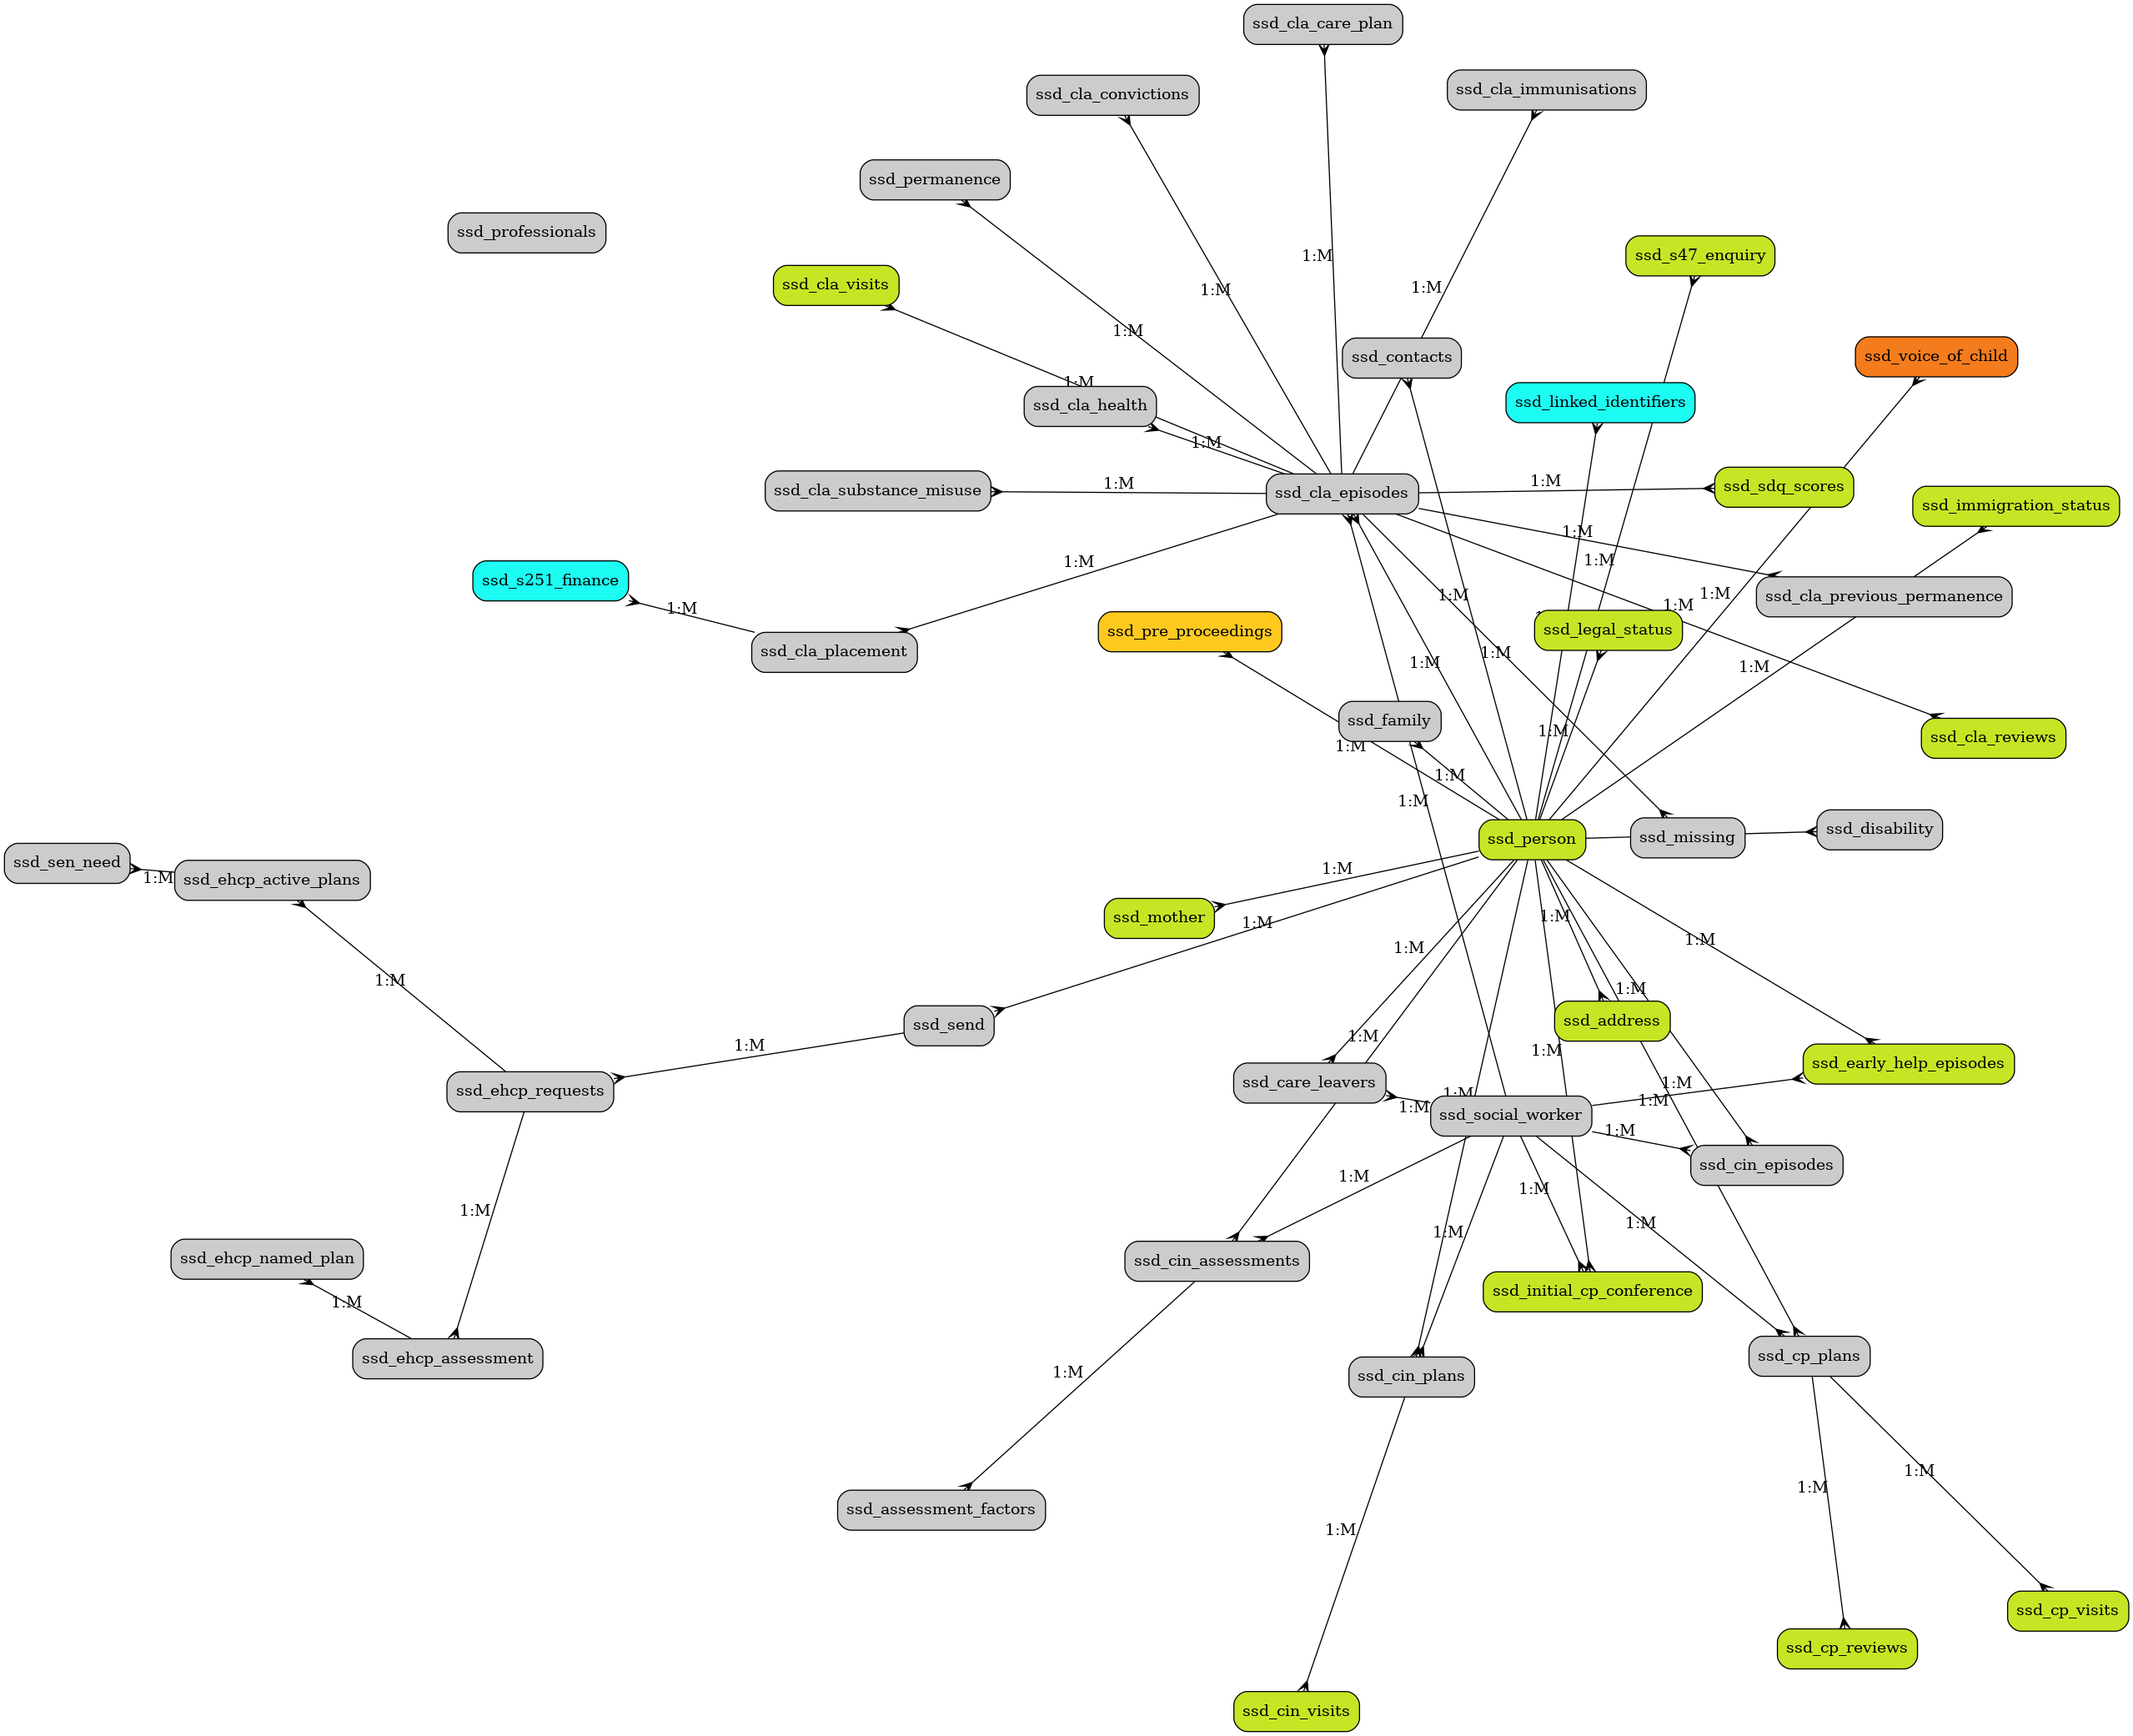 ssd_cla_care_plan
ssd_cla_convictions
ssd_cla_immunisations
ssd_permanence
ssd_professionals
ssd_s47_enquiry
1:M
ssd_cla_visits
1:M
1:M
1:M
ssd_contacts
ssd_voice_of_child
1:M
ssd_cla_health
ssd_linked_identifiers
1:M
ssd_cla_substance_misuse
1:M
ssd_cla_episodes
1:M
ssd_sdq_scores
ssd_immigration_status
1:M
1:M
1:M
ssd_s251_finance
1:M
1:M
1:M
ssd_cla_previous_permanence
1:M
ssd_pre_proceedings
ssd_legal_status
ssd_cla_placement
1:M
1:M
1:M
ssd_family
1:M
ssd_cla_reviews
1:M
1:M
1:M
ssd_person
ssd_missing
ssd_disability
ssd_sen_need
1:M
ssd_ehcp_active_plans
1:M
ssd_mother
1:M
1:M
1:M
1:M
1:M
1:M
ssd_send
ssd_address
1:M
1:M
1:M
ssd_early_help_episodes
ssd_ehcp_requests
ssd_care_leavers
1:M
1:M
1:M
1:M
ssd_social_worker
1:M
ssd_cin_episodes
1:M
1:M
1:M
1:M
1:M
ssd_ehcp_named_plan
ssd_cin_assessments
ssd_initial_cp_conference
1:M
ssd_ehcp_assessment
ssd_cin_plans
ssd_cp_plans
1:M
1:M
1:M
ssd_assessment_factors
1:M
ssd_cp_visits
ssd_cp_reviews
ssd_cin_visits